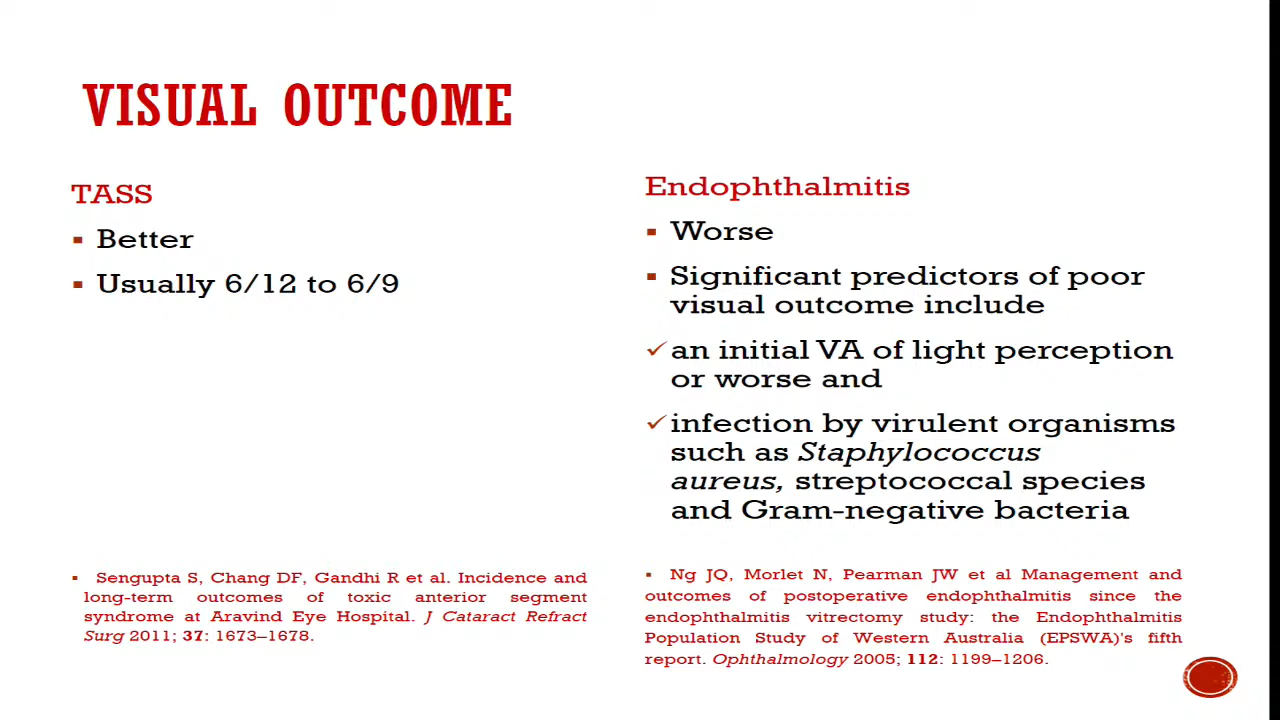 VISUAL OUTCOME
TASS
▪ Better
▪ Usually 6/12 to 6/9
▪ Sengupta S, Chang DF, Gandhi R et al. Incidence and
long-term outcomes of toxic anterior segment
syndrome at Aravind Eye Hospital. J Cataract Refract
Surg 2011; 37: 1673–1678.
Endophthalmitis
▪ Worse
▪ Significant predictors of poor
visual outcome include
✓ an initial VA of light perception
or worse and
✓ infection by virulent organisms
such as Staphylococcus
aureus, streptococcal species
and Gram-negative bacteria
▪ Ng JQ, Morlet N, Pearman JW et al Management and
outcomes of postoperative endophthalmitis since the
endophthalmitis vitrectomy study: the Endophthalmitis
Population Study of Western Australia (EPSWA)'s fifth
report. Ophthalmology 2005; 112: 1199–1206.